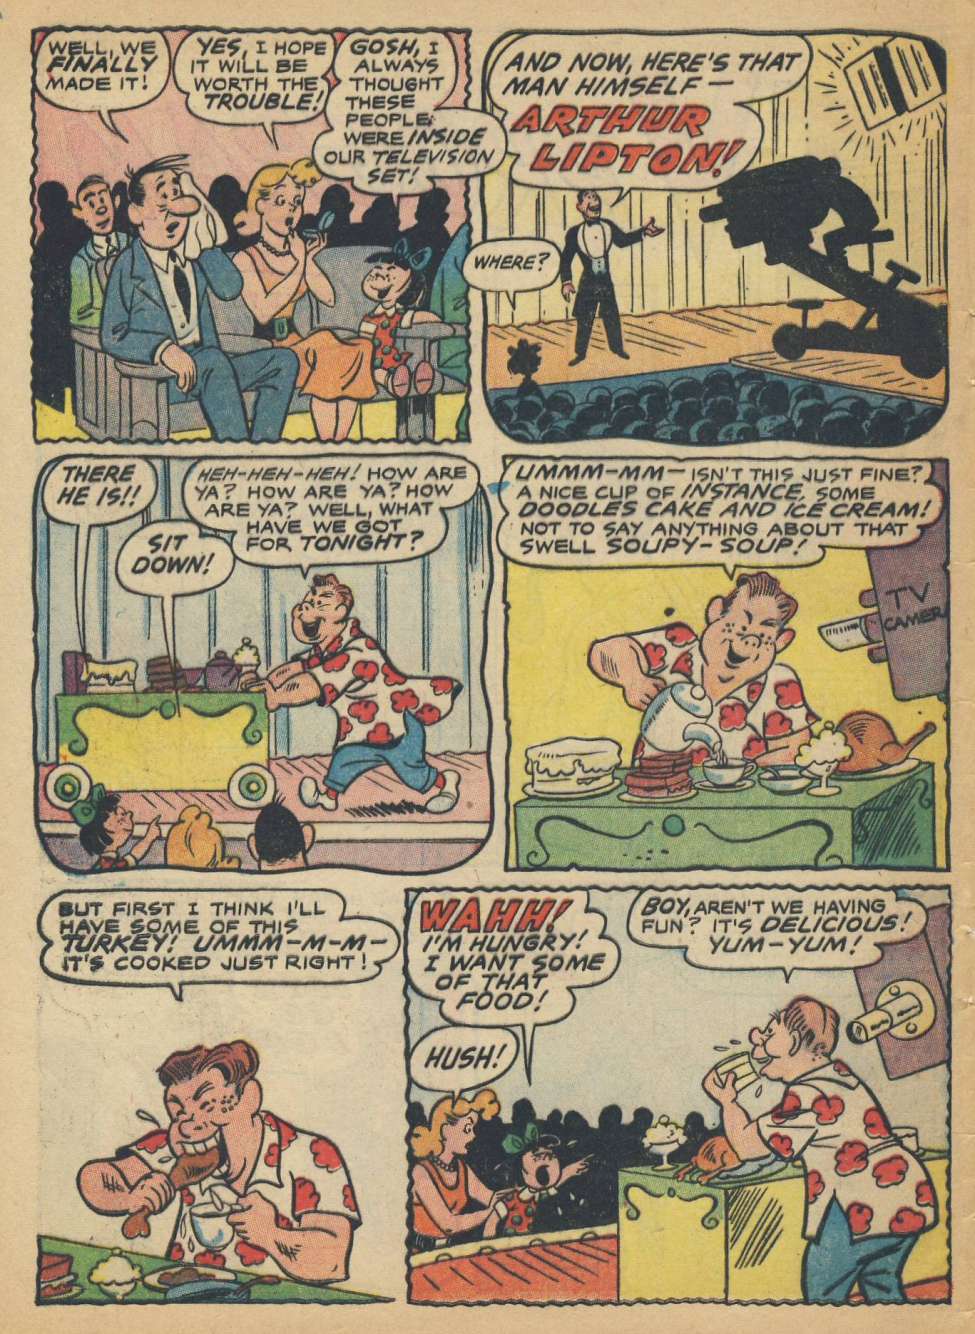 WELL, WE
FINALLY
MADE IT!
YES, I HOPE
IT WILL BE
WORTH THE
TROUBLE!
GOSH, I
ALWAYS
THOUGHT
THESE
PEOPLE
WERE INSIDE
OUR TELEVISION
SET!
AND NOW, HERE'S THAT
MAN HIMSELF—
ARTHUR
LIPTON!
WHERE?
THERE
HE IS!!
SIT
DOWN!
HEH-HEH-HEH! HOW ARE
YA? HOW ARE YA? HOW
ARE YA? WELL, WHAT
HAVE WE GOT
FOR TONIGHT?
UMMM-MM— ISN'T THIS JUST FINE?
A NICE CUP OF INSTANCE, SOME
DOODLES CAKE AND ICE CREAM!
NOT TO SAY ANYTHING ABOUT THAT
SWELL SOUPY-SOUP!
TV
CAMER
BUT FIRST I THINK I'LL
HAVE SOME OF THIS
TURKEY! UMMM-M-M—
IT'S COOKED JUST RIGHT!
WAHH!
I'M HUNGRY!
I WANT SOME
OF THAT
FOOD!
HUSH!
BOY, AREN'T WE HAVING
FUN? IT'S DELICIOUS!
YUM-YUM!